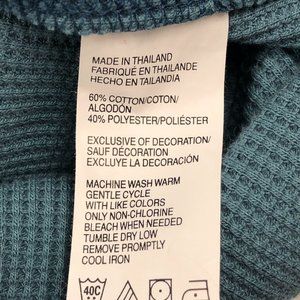 MADE IN THAILAND
FABRIQUÉ EN THAILANDE
HECHO EN TAILANDIA
60% COTTON/COTON/
ALGODÓN
40% POLYESTER/POLIÉSTER
EXCLUSIVE OF DECORATION/
SAUF DÉCORATION
EXCLUYE LA DECORACIÓN
MACHINE WASH WARM
GENTLE CYCLE
WITH LIKE COLORS
ONLY NON-CHLORINE
BLEACH WHEN NEEDED
TUMBLE DRY LOW
REMOVE PROMPTLY
COOL IRON
40C